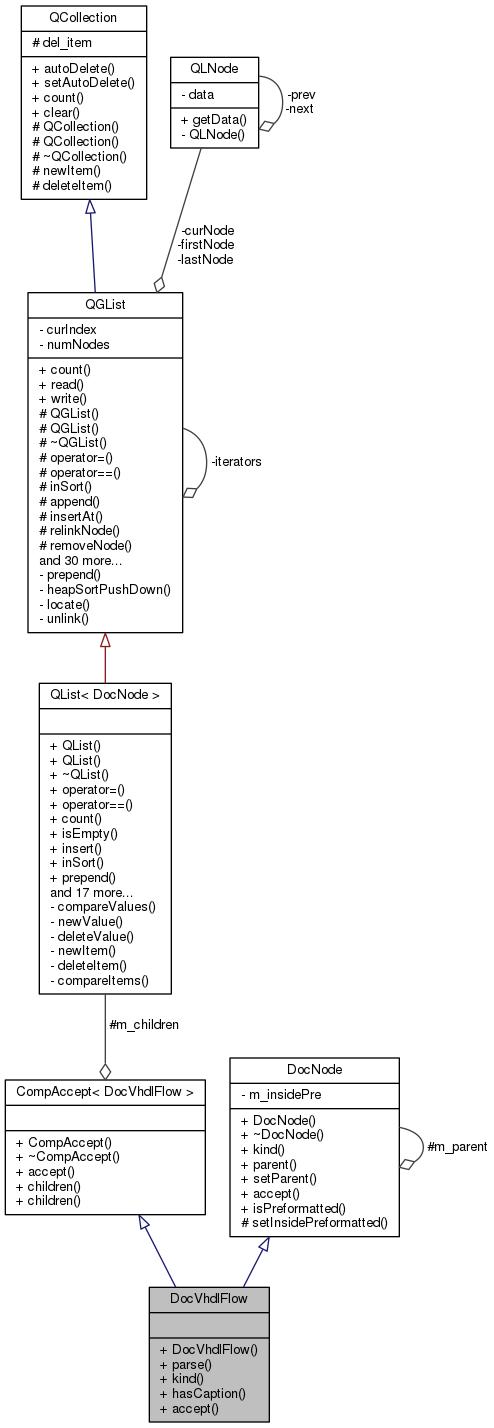 QCollection
# del_item
+ autoDelete()
+ setAutoDelete()
+ count()
+ clear()
# QCollection()
# QCollection()
# ~QCollection()
# newItem()
# deleteItem()
QLNode
- data
+ getData()
- QLNode()
-prev
-next
-curNode
-firstNode
-lastNode
QGList
- curIndex
- numNodes
+ count()
+ read()
+ write()
# QGList()
# QGList()
# ~QGList()
# operator=()
# operator==()
# inSort()
# append()
# insertAt()
# relinkNode()
# removeNode()
and 30 more...
- prepend()
- heapSortPushDown()
- locate()
- unlink()
-iterators
QList< DocNode >
+ QList()
+ QList()
+ ~QList()
+ operator=()
+ operator==()
+ count()
+ isEmpty()
+ insert()
+ inSort()
+ prepend()
and 17 more...
- compareValues()
- newValue()
- deleteValue()
- newItem()
- deleteItem()
- compareItems()
#m_children
CompAccept< DocVhdlFlow >
+ CompAccept()
+ ~CompAccept()
+ accept()
+ children()
+ children()
DocNode
- m_insidePre
+ DocNode()
+ ~DocNode()
+ kind()
+ parent()
+ setParent()
+ accept()
+ isPreformatted()
# setInsidePreformatted()
#m_parent
DocVhdlFlow
+ DocVhdlFlow()
+ parse()
+ kind()
+ hasCaption()
+ accept()